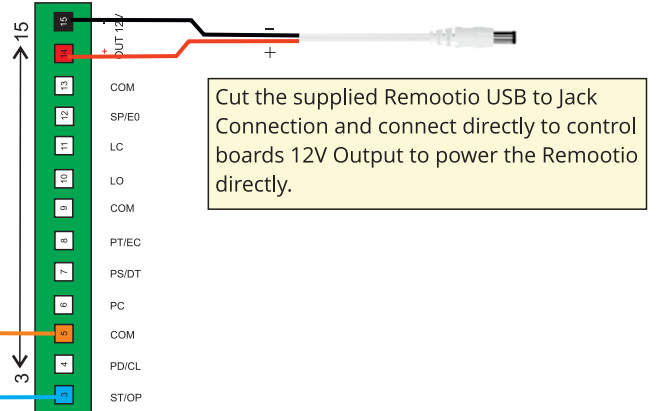 15
15
–
OUT 12V
–
14
+
+
13
COM
12
SP/E0
11
LC
10
LO
9
COM
8
PT/EC
7
PS/DT
6
PC
5
COM
4
PD/CL
3
3
ST/OP
Cut the supplied Remootio USB to Jack
Connection and connect directly to control
boards 12V Output to power the Remootio
directly.